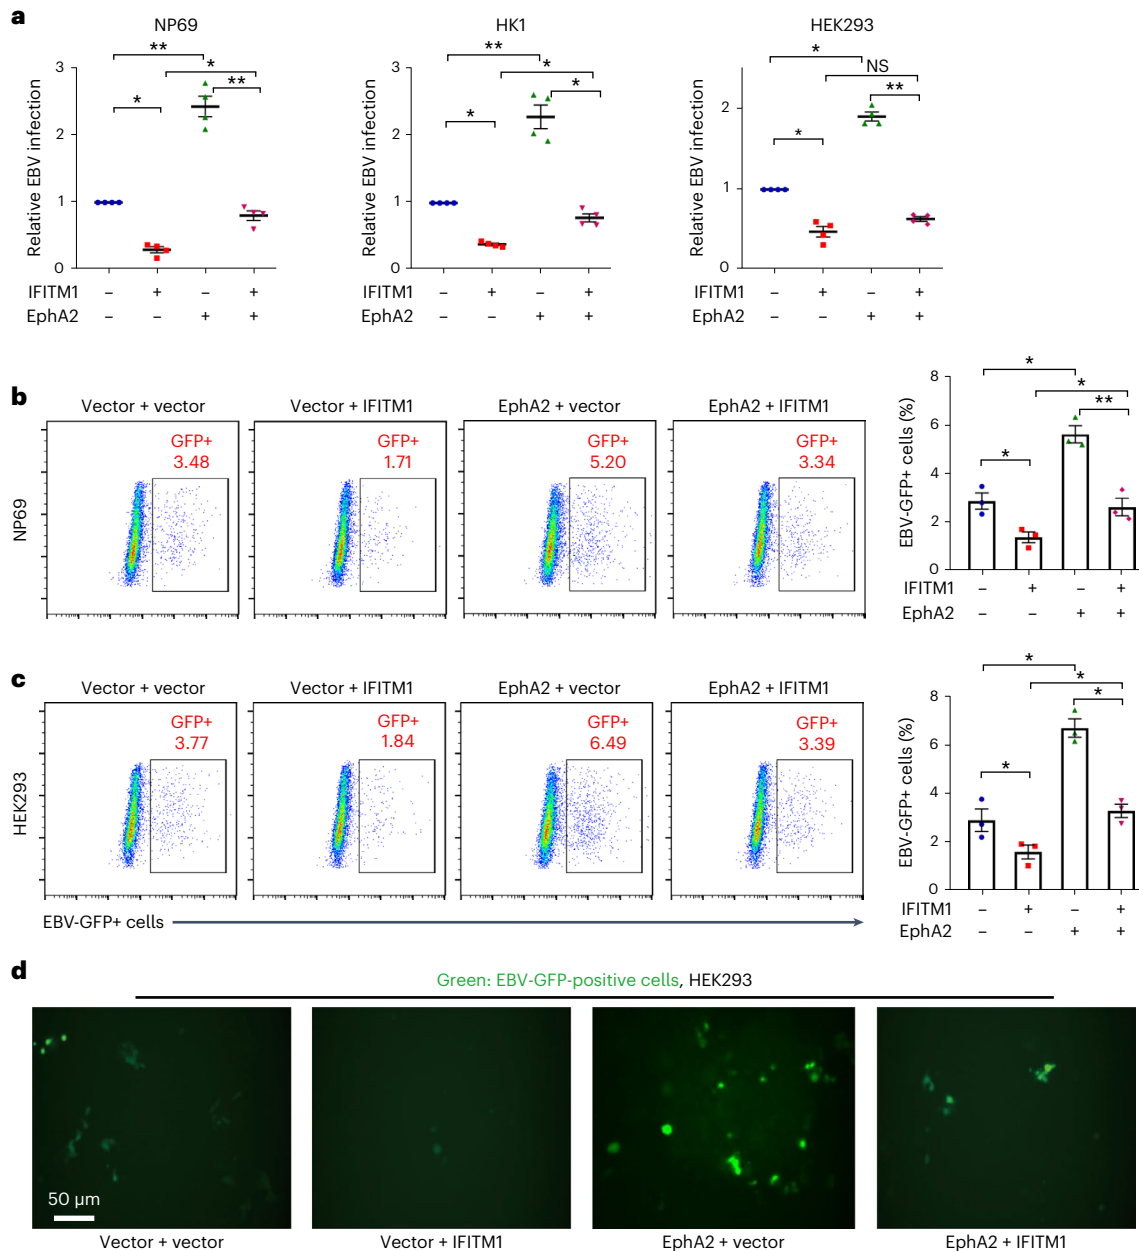 a
NP69
HK1
HEK293
** * ** *
** * * *
* NS ** *
Relative EBV infection
3
2
1
0
Relative EBV infection
3
2
1
0
Relative EBV infection
2
1
0
IFITM1 – + – +
EphA2 – – + +
IFITM1 – + – +
EphA2 – – + +
IFITM1 – + – +
EphA2 – – + +
b
Vector + vector
Vector + IFITM1
EphA2 + vector
EphA2 + IFITM1
NP69
GFP+
3.48
GFP+
1.71
GFP+
5.20
GFP+
3.34
EBV-GFP+ cells (%)
8
6
4
2
0
* * ** *
IFITM1 – + – +
EphA2 – – + +
c
Vector + vector
Vector + IFITM1
EphA2 + vector
EphA2 + IFITM1
HEK293
GFP+
3.77
GFP+
1.84
GFP+
6.49
GFP+
3.39
EBV-GFP+ cells
EBV-GFP+ cells (%)
8
6
4
2
0
* * * *
IFITM1 – + – +
EphA2 – – + +
d
Green: EBV-GFP-positive cells, HEK293
50 µm
Vector + vector
Vector + IFITM1
EphA2 + vector
EphA2 + IFITM1